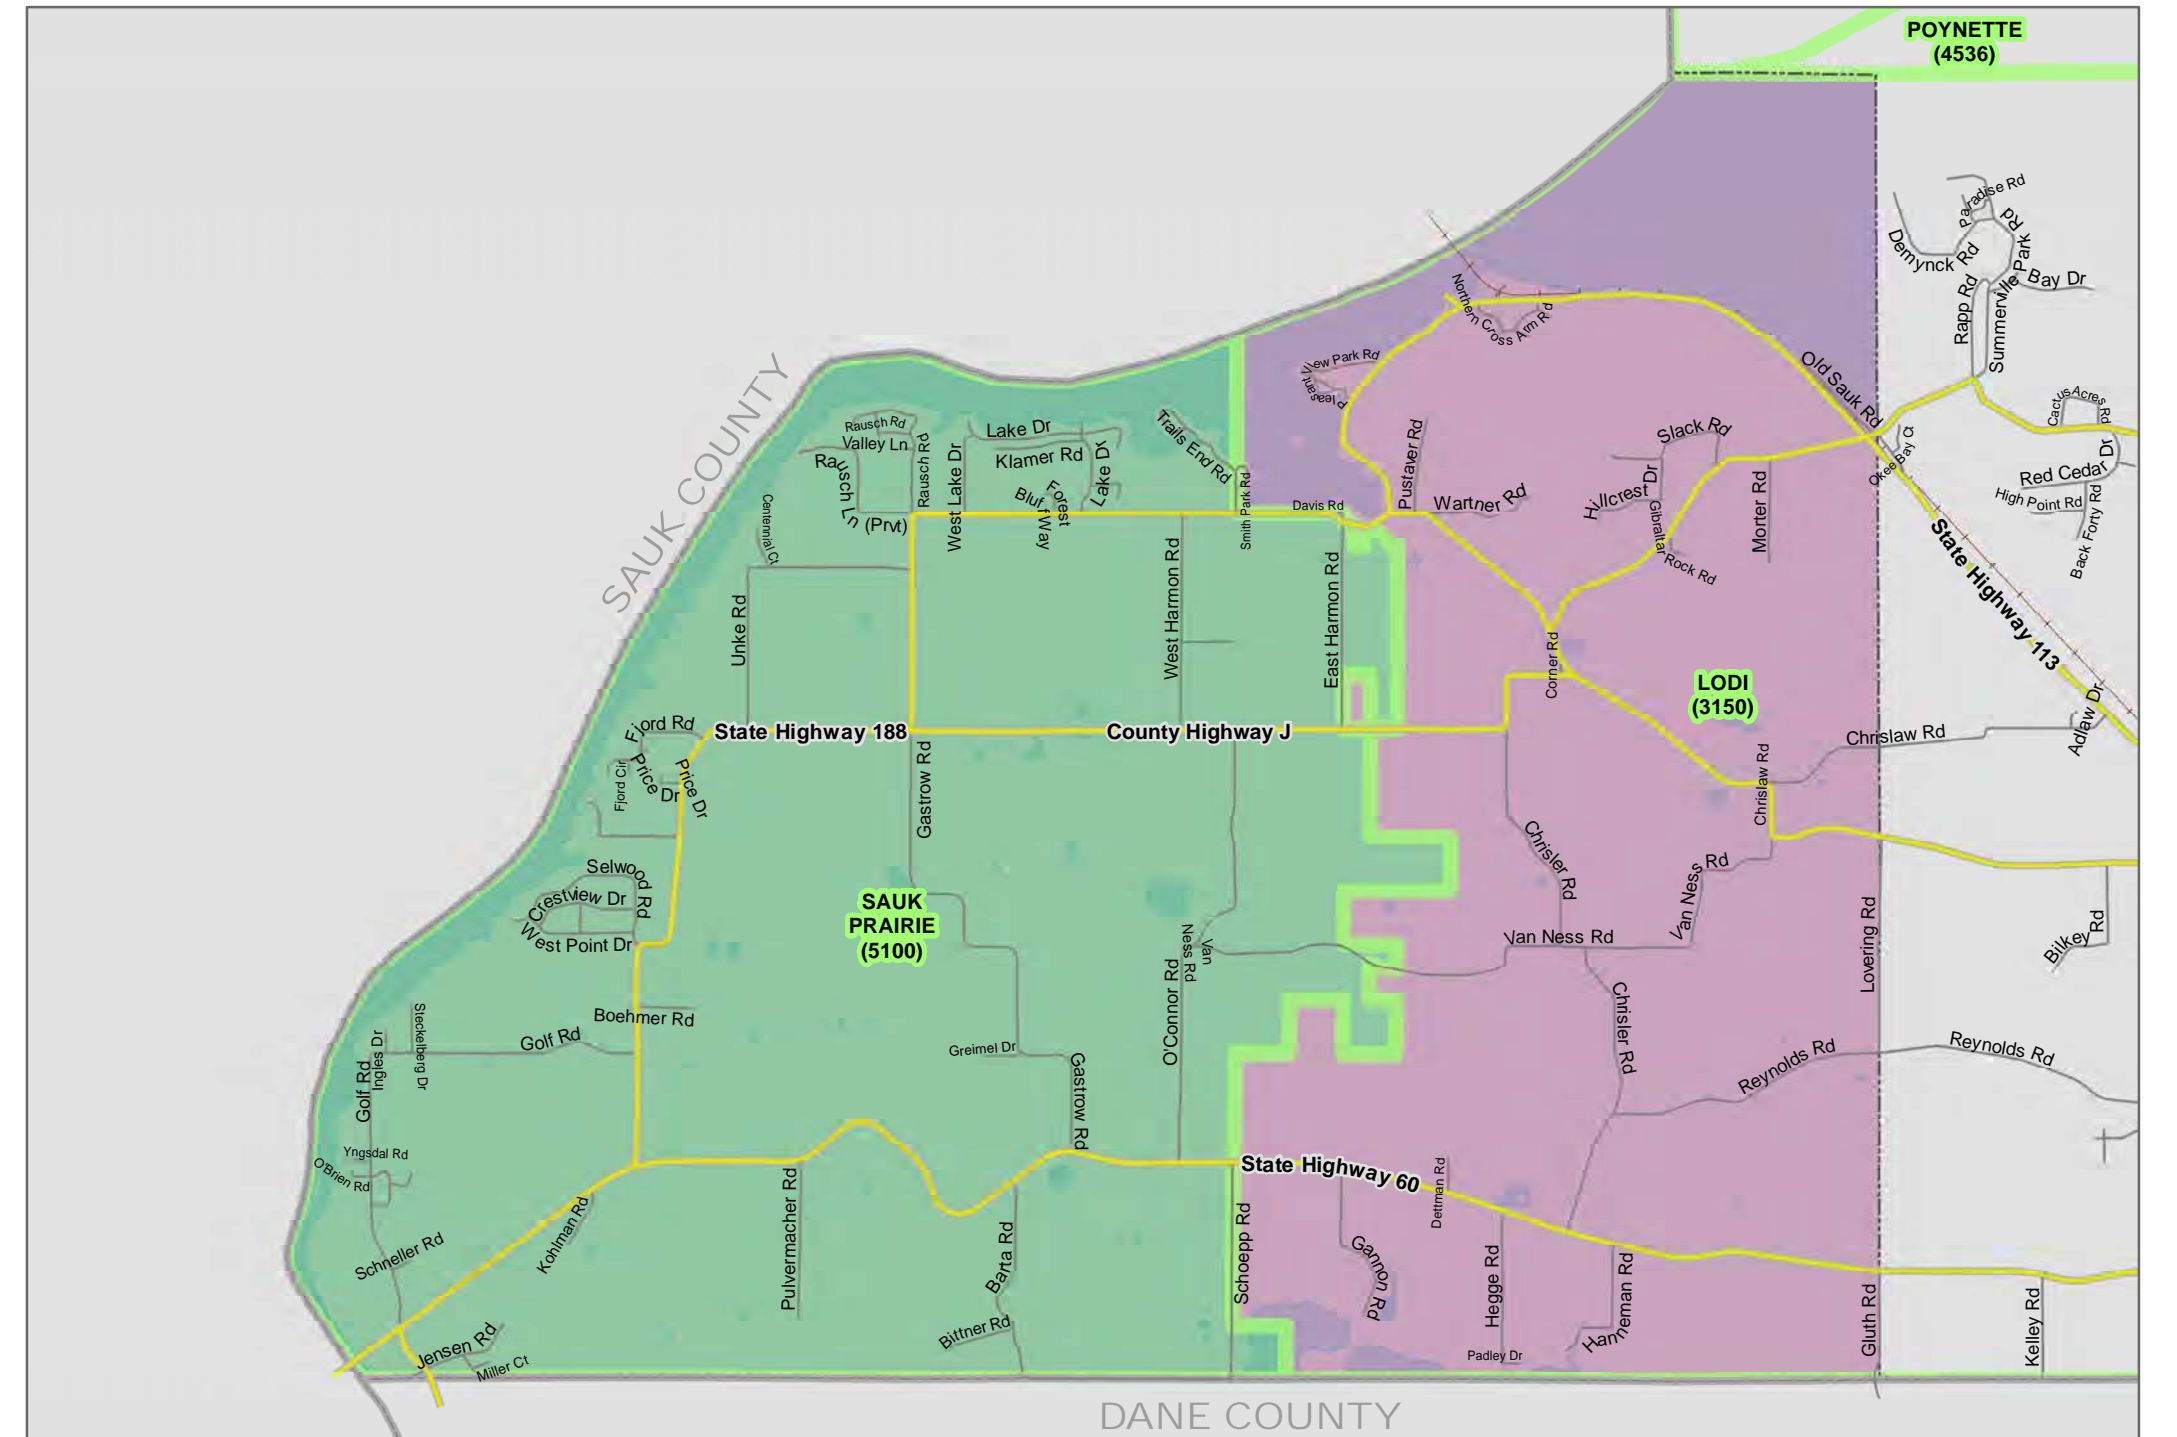 POYNETTE
(4536)
Paradise Rd
Demynck Rd
Summerville Park Rd
Bay Dr
Rapp Rd
Northern Cross Arm Rd
Pleasant View Park Rd
Old Sauk Rd
Cactus Acres Rd
SAUK COUNTY
Rausch Rd
Valley Ln
Rausch Ln (Prvt)
Rausch Rd
West Lake Dr
Lake Dr
Klamer Rd
Lake Dr
Forest
Bluff Way
Trails End Rd
Smith Park Rd
Davis Rd
Pustaver Rd
Wartner Rd
Slack Rd
Hillcrest Dr
Gibraltar Rock Rd
Morter Rd
Okee Bay Ct
Red Cedar Dr
High Point Rd
Back Forty Rd
State Highway 113
Centennial Ct
Unke Rd
West Harmon Rd
East Harmon Rd
Corner Rd
LODI
(3150)
Adlaw Dr
Fjord Rd
State Highway 188
County Highway J
Chrislaw Rd
Chrislaw Rd
Fjord Cir
Price Dr
Price Dr
Gastrow Rd
Chrisler Rd
Selwood Rd
Crestview Dr
West Point Dr
SAUK
PRAIRIE
(5100)
Van Ness Rd
Van Ness Rd
Van Ness Rd
Lovering Rd
Bilkey Rd
O'Connor Rd
Boehmer Rd
Golf Rd
Steckelberg Dr
Ingles Dr
Golf Rd
Greimel Dr
Gastrow Rd
Chrisler Rd
Reynolds Rd
Reynolds Rd
Yngsdal Rd
O'Brien Rd
State Highway 60
Dettman Rd
Schneller Rd
Kohlman Rd
Pulvermacher Rd
Barta Rd
Schoepp Rd
Gannon Rd
Hegge Rd
Hanneman Rd
Gluth Rd
Kelley Rd
Jensen Rd
Miller Ct
Bittner Rd
Padley Dr
DANE COUNTY